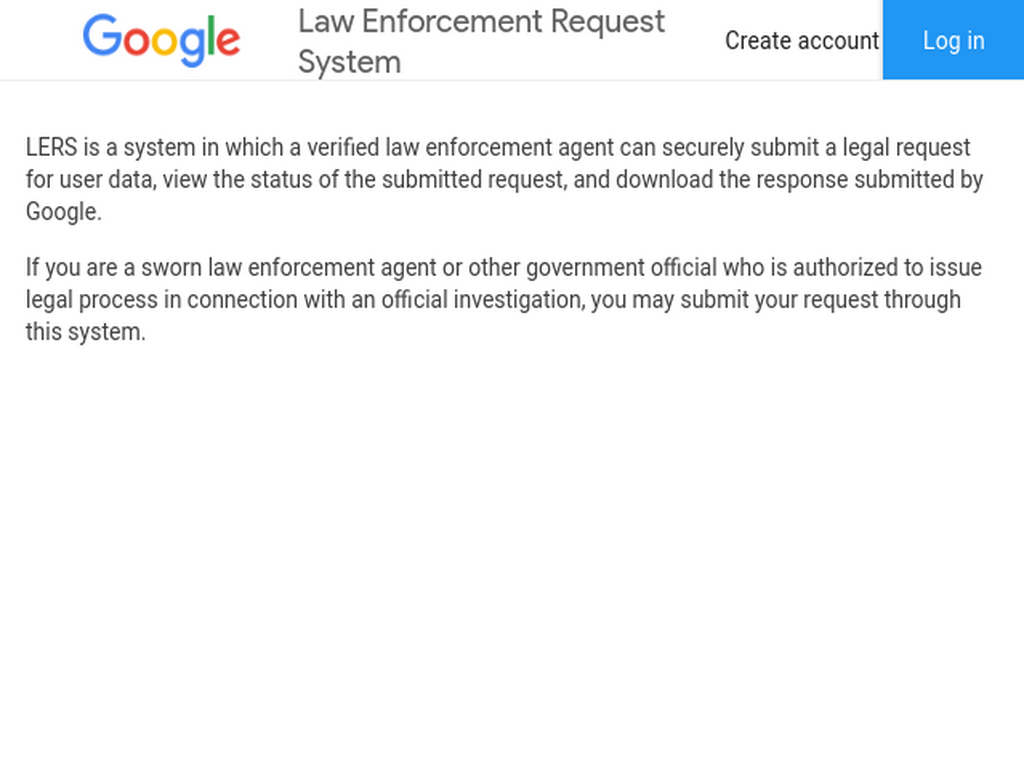 Google
Law Enforcement Request
System
Create account
Log in
LERS is a system in which a verified law enforcement agent can securely submit a legal request
for user data, view the status of the submitted request, and download the response submitted by
Google.
If you are a sworn law enforcement agent or other government official who is authorized to issue
legal process in connection with an official investigation, you may submit your request through
this system.